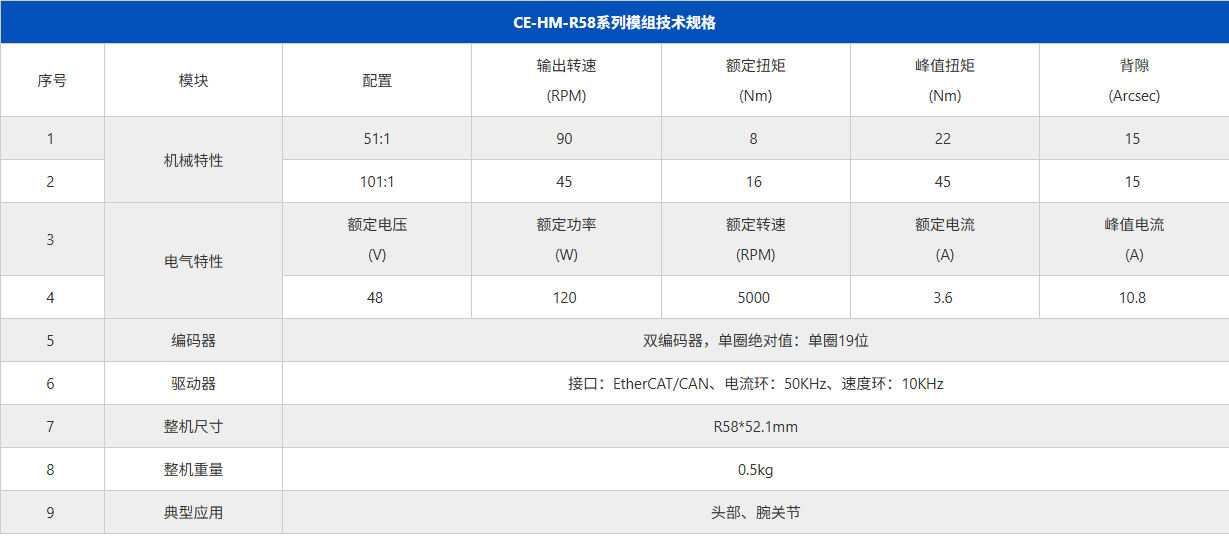 CE-HM-R58系列模组技术规格
序号 模块 配置 输出转速 额定扭矩 峰值扭矩 背隙
(RPM) (Nm) (Nm) (Arcsec)
1 机械特性 51:1 90 8 22 15
2 101:1 45 16 45 15
3 电气特性 额定电压 额定功率 额定转速 额定电流 峰值电流
(V) (W) (RPM) (A) (A)
4 48 120 5000 3.6 10.8
5 编码器 双编码器，单圈绝对值：单圈19位
6 驱动器 接口：EtherCAT/CAN、电流环：50KHz、速度环：10KHz
7 整机尺寸 R58*52.1mm
8 整机重量 0.5kg
9 典型应用 头部、腕关节